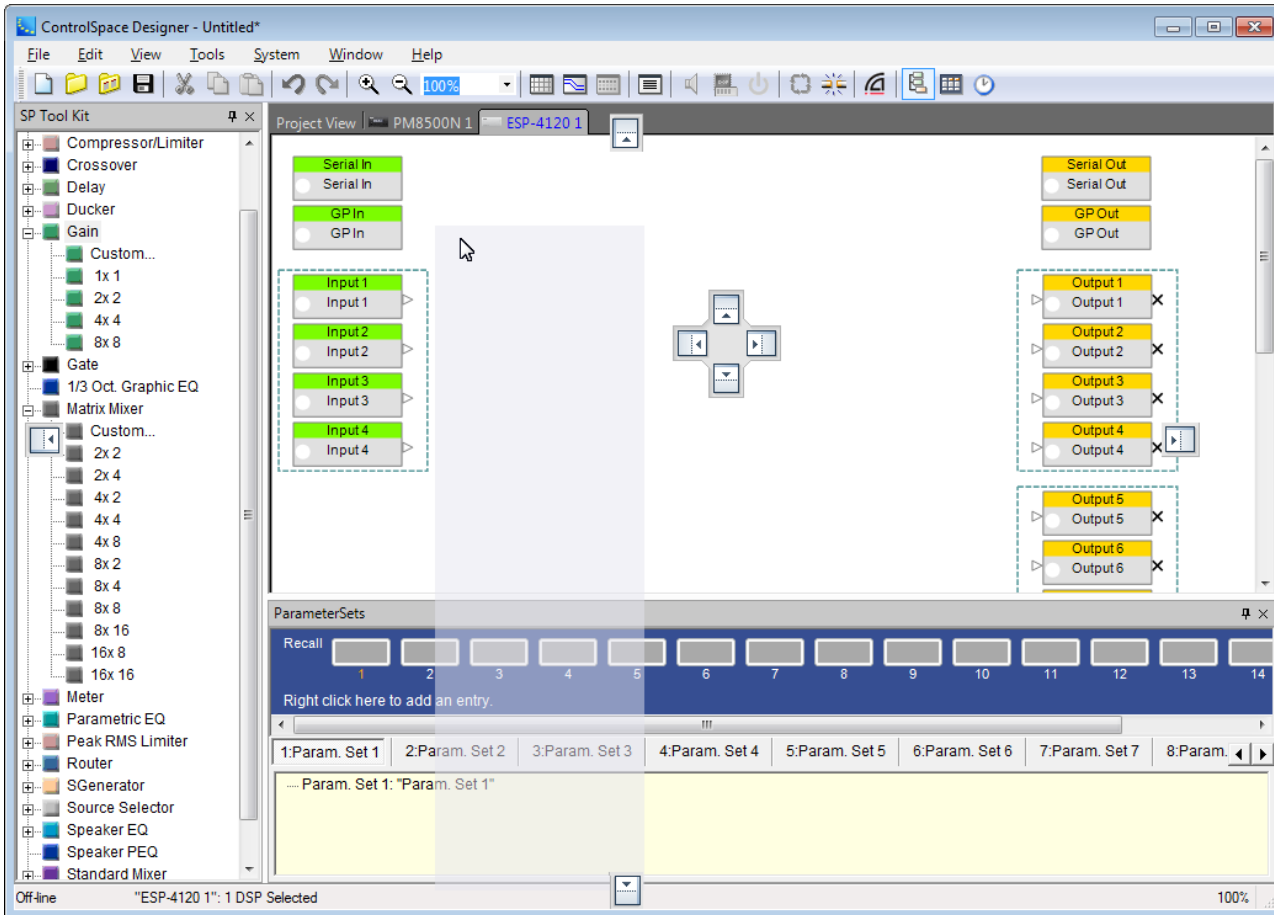 ControlSpace Designer - Untitled*
File Edit View Tools System Window Help
100%
SP Tool Kit
Project View PM8500N 1 ESP-4120 1
Compressor/Limiter
Crossover
Delay
Ducker
Gain
Custom...
1x 1
2x 2
4x 4
8x 8
Gate
1/3 Oct. Graphic EQ
Matrix Mixer
Custom...
2x 2
2x 4
4x 2
4x 4
4x 8
8x 2
8x 4
8x 8
8x 16
16x 8
16x 16
Meter
Parametric EQ
Peak RMS Limiter
Router
SGenerator
Source Selector
Speaker EQ
Speaker PEQ
Standard Mixer
Serial In
Serial In
GP In
GP In
Input 1
Input 1
Input 2
Input 2
Input 3
Input 3
Input 4
Input 4
Serial Out
Serial Out
GP Out
GP Out
Output 1
Output 1
Output 2
Output 2
Output 3
Output 3
Output 4
Output 4
Output 5
Output 5
Output 6
Output 6
ParameterSets
Recall
1 2 3 4 5 6 7 8 9 10 11 12 13 14
Right click here to add an entry.
1:Param. Set 1 2:Param. Set 2 3:Param. Set 3 4:Param. Set 4 5:Param. Set 5 6:Param. Set 6 7:Param. Set 7 8:Param.
Param. Set 1: "Param. Set 1"
Off-line "ESP-4120 1": 1 DSP Selected 100%